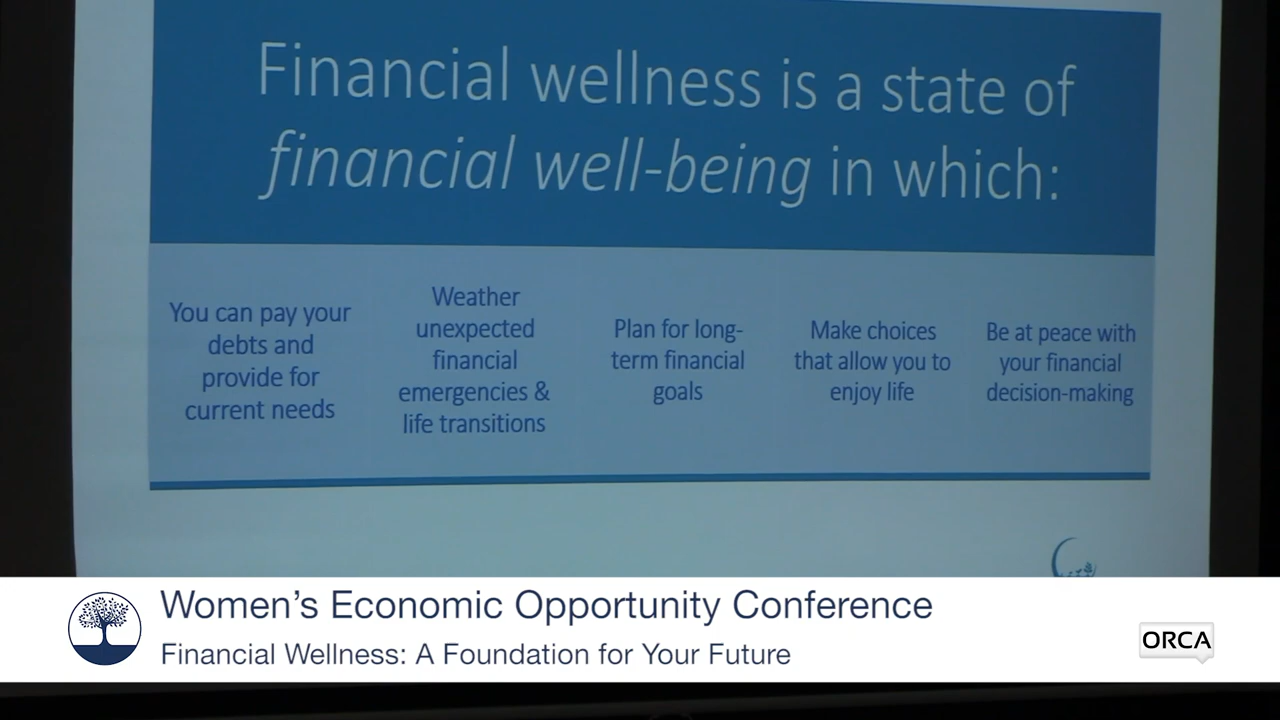 Financial wellness is a state of
financial well-being in which:
You can pay your
debts and
provide for
current needs
Weather
unexpected
financial
emergencies &
life transitions
Plan for long-
term financial
goals
Make choices
that allow you to
enjoy life
Be at peace with
your financial
decision-making
Women’s Economic Opportunity Conference
Financial Wellness: A Foundation for Your Future
ORCA